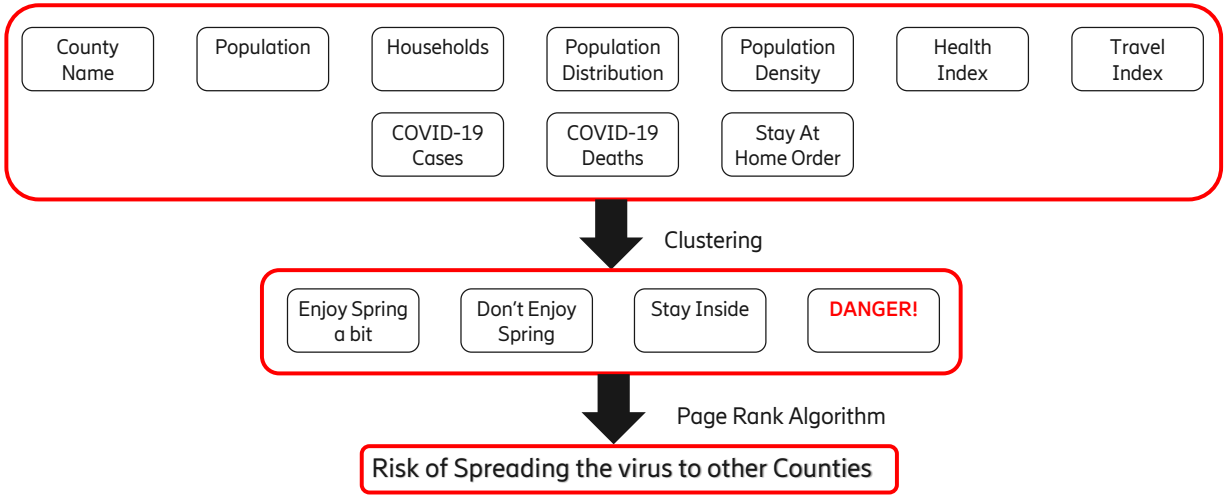 County
Name
Population
Households
Population
Distribution
Population
Density
Health
Index
Travel
Index
COVID-19
Cases
COVID-19
Deaths
Stay At
Home Order
Clustering
Enjoy Spring
a bit
Don't Enjoy
Spring
Stay Inside
DANGER!
Page Rank Algorithm
Risk of Spreading the virus to other Counties